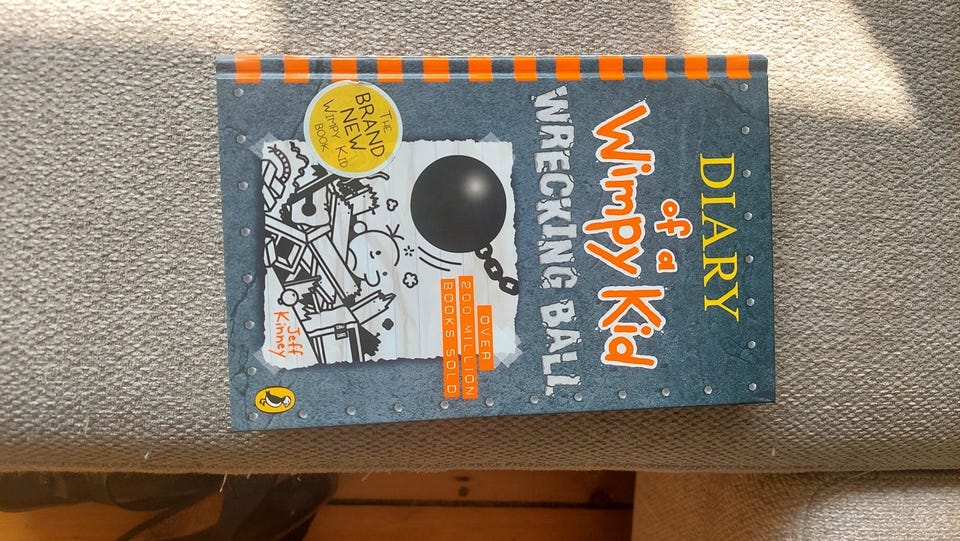 DIARY
of a
Wimpy Kid
WRECKING BALL
THE
BRAND
NEW
WIMPY KID
BOOK
OVER
200 MILLION
BOOKS SOLD
Jeff
Kinney